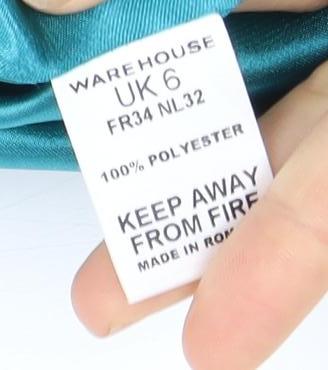 WAREHOUSE
UK 6
FR34 NL32
100% POLYESTER
KEEP AWAY
FROM FIRE
MADE IN